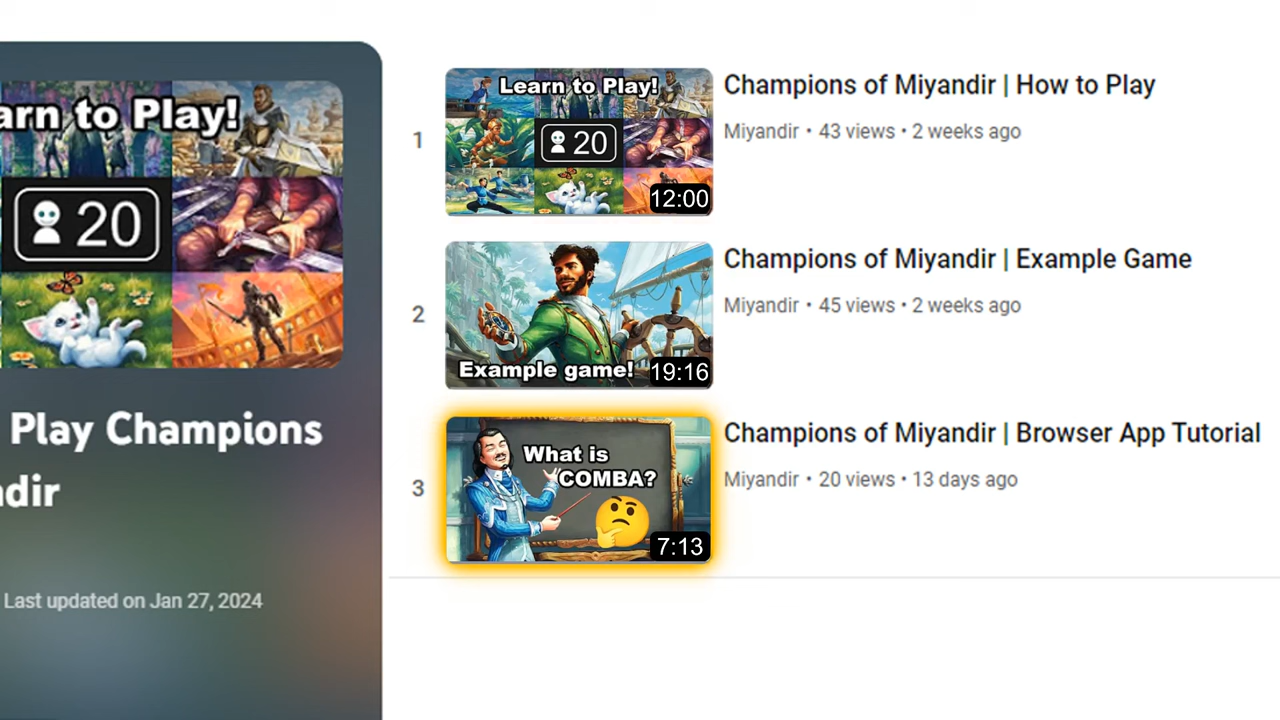 arn to Play!
20
Play Champions
dir
Last updated on Jan 27, 2024
1
Learn to Play!
20
12:00
Champions of Miyandir | How to Play
Miyandir • 43 views • 2 weeks ago
2
Example game!
19:16
Champions of Miyandir | Example Game
Miyandir • 45 views • 2 weeks ago
3
What is
COMBA?
7:13
Champions of Miyandir | Browser App Tutorial
Miyandir • 20 views • 13 days ago